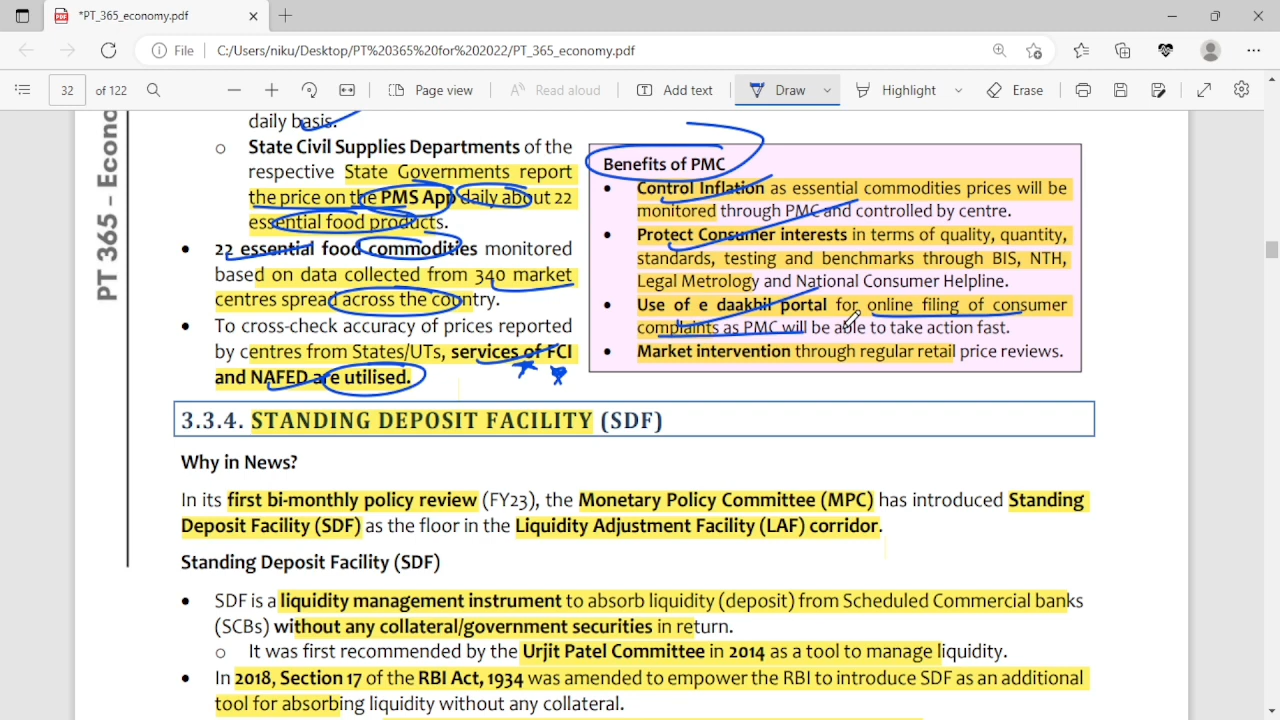 *PT_365_economy.pdf
File
C:/Users/niku/Desktop/PT%20365%20for%202022/PT_365_economy.pdf
32 of 122
Page view
Read aloud
Add text
Draw
Highlight
Erase
PT 365 – Econo
daily basis.
o State Civil Supplies Departments of the
respective State Governments report
the price on the PMS App daily about 22
essential food products.
• 22 essential food commodities monitored
based on data collected from 340 market
centres spread across the country.
• To cross-check accuracy of prices reported
by centres from States/UTs, services of FCI
and NAFED are utilised.
Benefits of PMC
• Control Inflation as essential commodities prices will be
monitored through PMC and controlled by centre.
• Protect Consumer interests in terms of quality, quantity,
standards, testing and benchmarks through BIS, NTH,
Legal Metrology and National Consumer Helpline.
• Use of e daakhil portal for online filing of consumer
complaints as PMC will be able to take action fast.
• Market intervention through regular retail price reviews.
3.3.4. STANDING DEPOSIT FACILITY (SDF)
Why in News?
In its first bi-monthly policy review (FY23), the Monetary Policy Committee (MPC) has introduced Standing
Deposit Facility (SDF) as the floor in the Liquidity Adjustment Facility (LAF) corridor.
Standing Deposit Facility (SDF)
• SDF is a liquidity management instrument to absorb liquidity (deposit) from Scheduled Commercial banks
(SCBs) without any collateral/government securities in return.
o It was first recommended by the Urjit Patel Committee in 2014 as a tool to manage liquidity.
• In 2018, Section 17 of the RBI Act, 1934 was amended to empower the RBI to introduce SDF as an additional
tool for absorbing liquidity without any collateral.